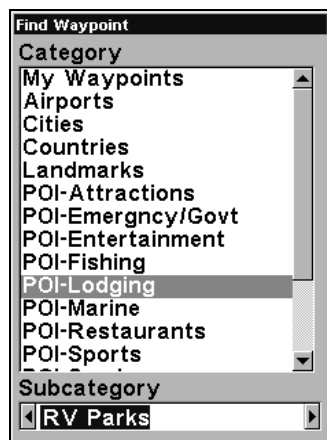 Find Waypoint
Category
My Waypoints
Airports
Cities
Countries
Landmarks
POI-Attractions
POI-Emergncy/Govt
POI-Entertainment
POI-Fishing
POI-Lodging
POI-Marine
POI-Restaurants
POI-Sports
Subcategory
RV Parks